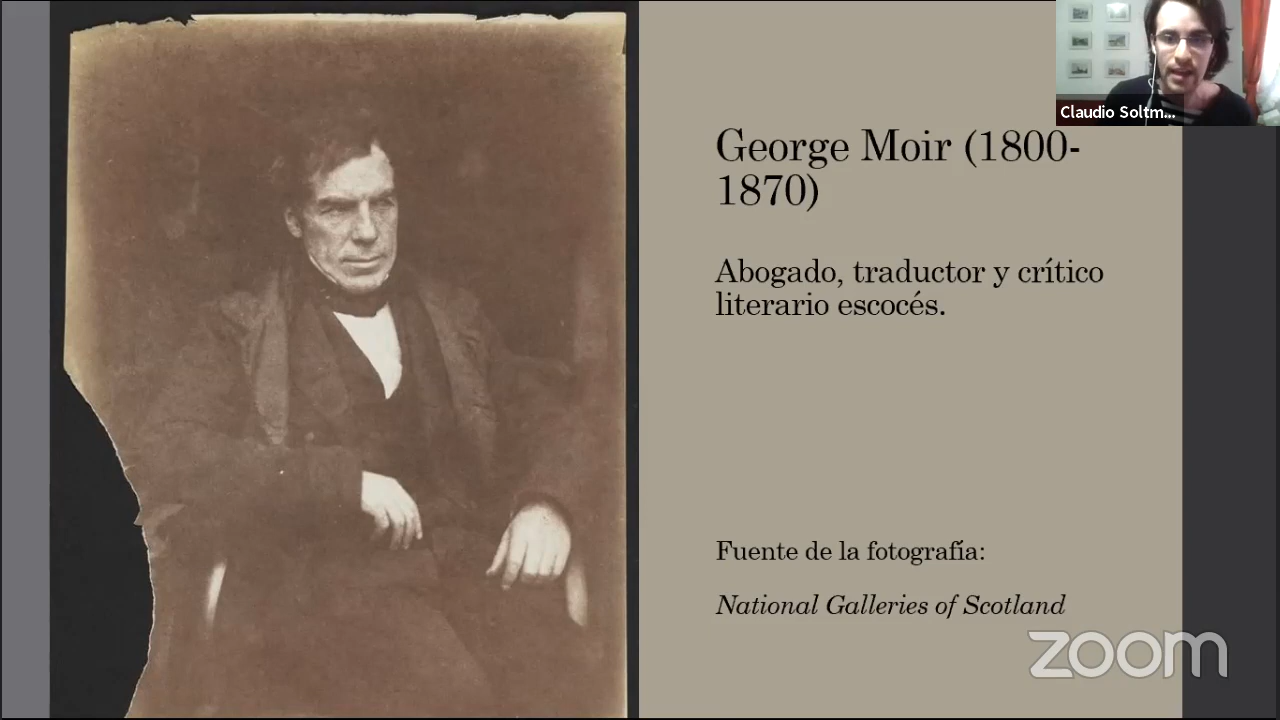 Claudio Soltm...
George Moir (1800-
1870)
Abogado, traductor y crítico
literario escocés.
Fuente de la fotografía:
National Galleries of Scotland
zoom